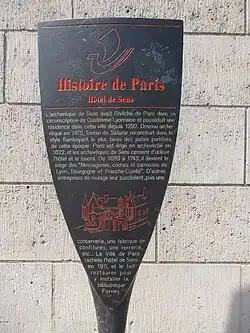 Histoire de Paris
Hôtel de Sens
L'archevêque de Sens avait l'évêché de Paris dans sa
circonscription de Quatrième Lyonnaise et possédait une
résidence dans cette ville depuis 1292. Devenu arche-
vêque en 1475, Tristan de Salazar reconstruit dans le
style flamboyant la plus belle des palais parisiens
de cette époque. Paris est érigé en archevêché en
1622, et les archevêques de Sens cessent d'utiliser
l'hôtel et le louent. De 1689 à 1743, il devient le
siège des "Messageries, coches et carrosses de
Lyon, Bourgogne et Franche-Comté". D'autres
entreprises de roulage leur succèdent, puis une
conserverie, une fabrique de
confitures, une verrerie,
etc... La Ville de Paris
rachète l'hôtel de Sens
en 1911, et le fait
restaurer pour
y installer la
bibliothèque
Forney